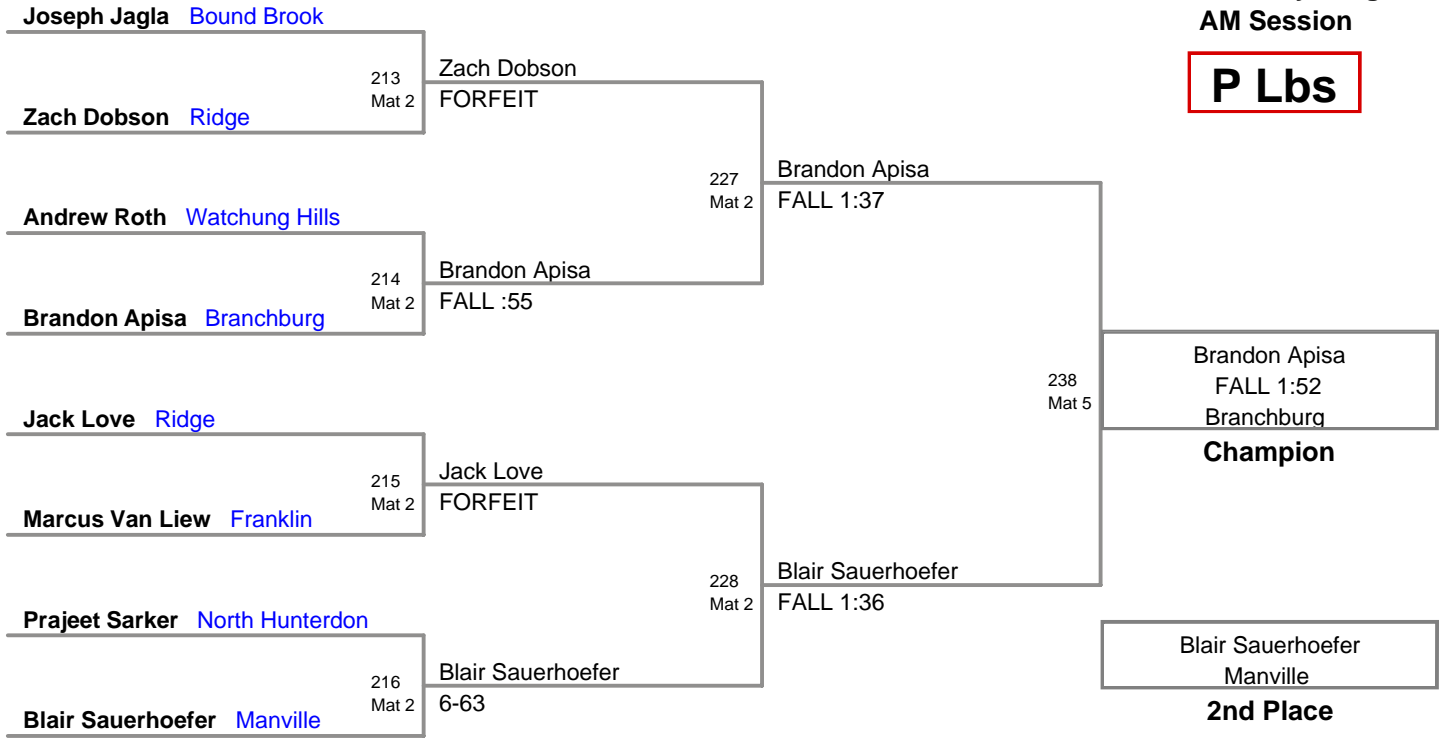 Joseph Jagla Bound Brook
AM Session
P Lbs
213
Mat 2
Zach Dobson
FORFEIT
Zach Dobson Ridge
227
Mat 2
Brandon Apisa
FALL 1:37
Andrew Roth Watchung Hills
214
Mat 2
Brandon Apisa
FALL :55
Brandon Apisa Branchburg
238
Mat 5
Brandon Apisa
FALL 1:52
Branchburg
Champion
Jack Love Ridge
215
Mat 2
Jack Love
FORFEIT
Marcus Van Liew Franklin
228
Mat 2
Blair Sauerhoefer
FALL 1:36
Prajeet Sarker North Hunterdon
216
Mat 2
Blair Sauerhoefer
6-63
Blair Sauerhoefer Manville
Blair Sauerhoefer
Manville
2nd Place